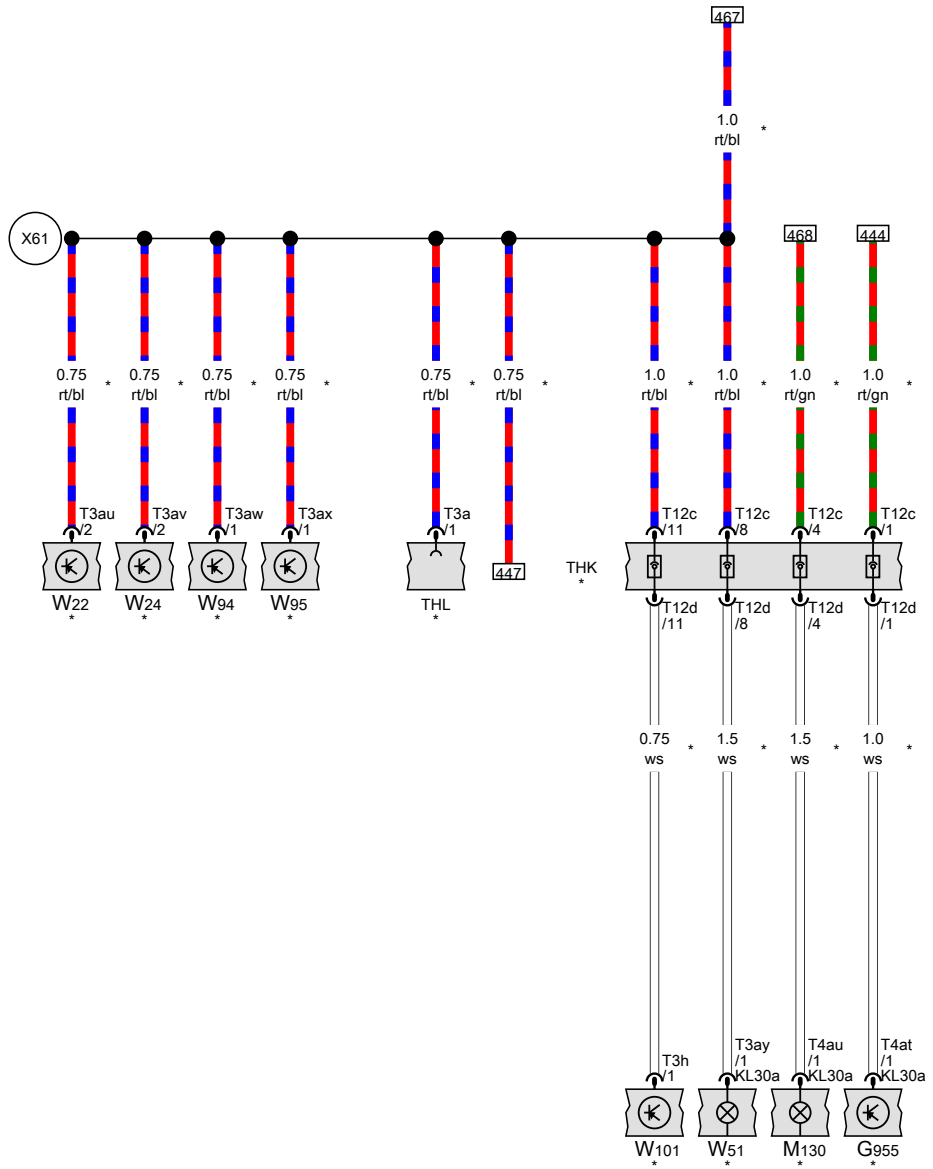 467
1.0 *
rt/bl
X61
468
444
0.75 * 0.75 * 0.75 * 0.75 * 0.75 * 0.75 * 1.0 * 1.0 * 1.0 * 1.0 *
rt/bl rt/bl rt/bl rt/bl rt/bl rt/bl rt/bl rt/bl rt/gn rt/gn
T3au T3av T3aw T3ax T3a T12c T12c T12c T12c
/2 /2 /1 /1 /1 /11 /8 /4 /1
447
THK
*
W22 W24 W94 W95 THL
* * * * *
T12d T12d T12d T12d
/11 /8 /4 /1
0.75 * 1.5 * 1.5 * 1.0 *
ws ws ws ws
T3h T3ay T4au T4at
/1 /1 /1 /1
KL30a KL30a KL30a
W101 W51 M130 G955
* * * *